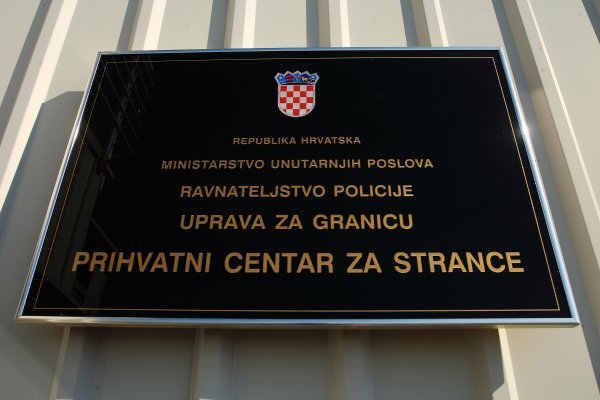 REPUBLIKA HRVATSKA
MINISTARSTVO UNUTARNJIH POSLOVA
RAVNATELJSTVO POLICIJE
UPRAVA ZA GRANICU
PRIHVATNI CENTAR ZA STRANCE